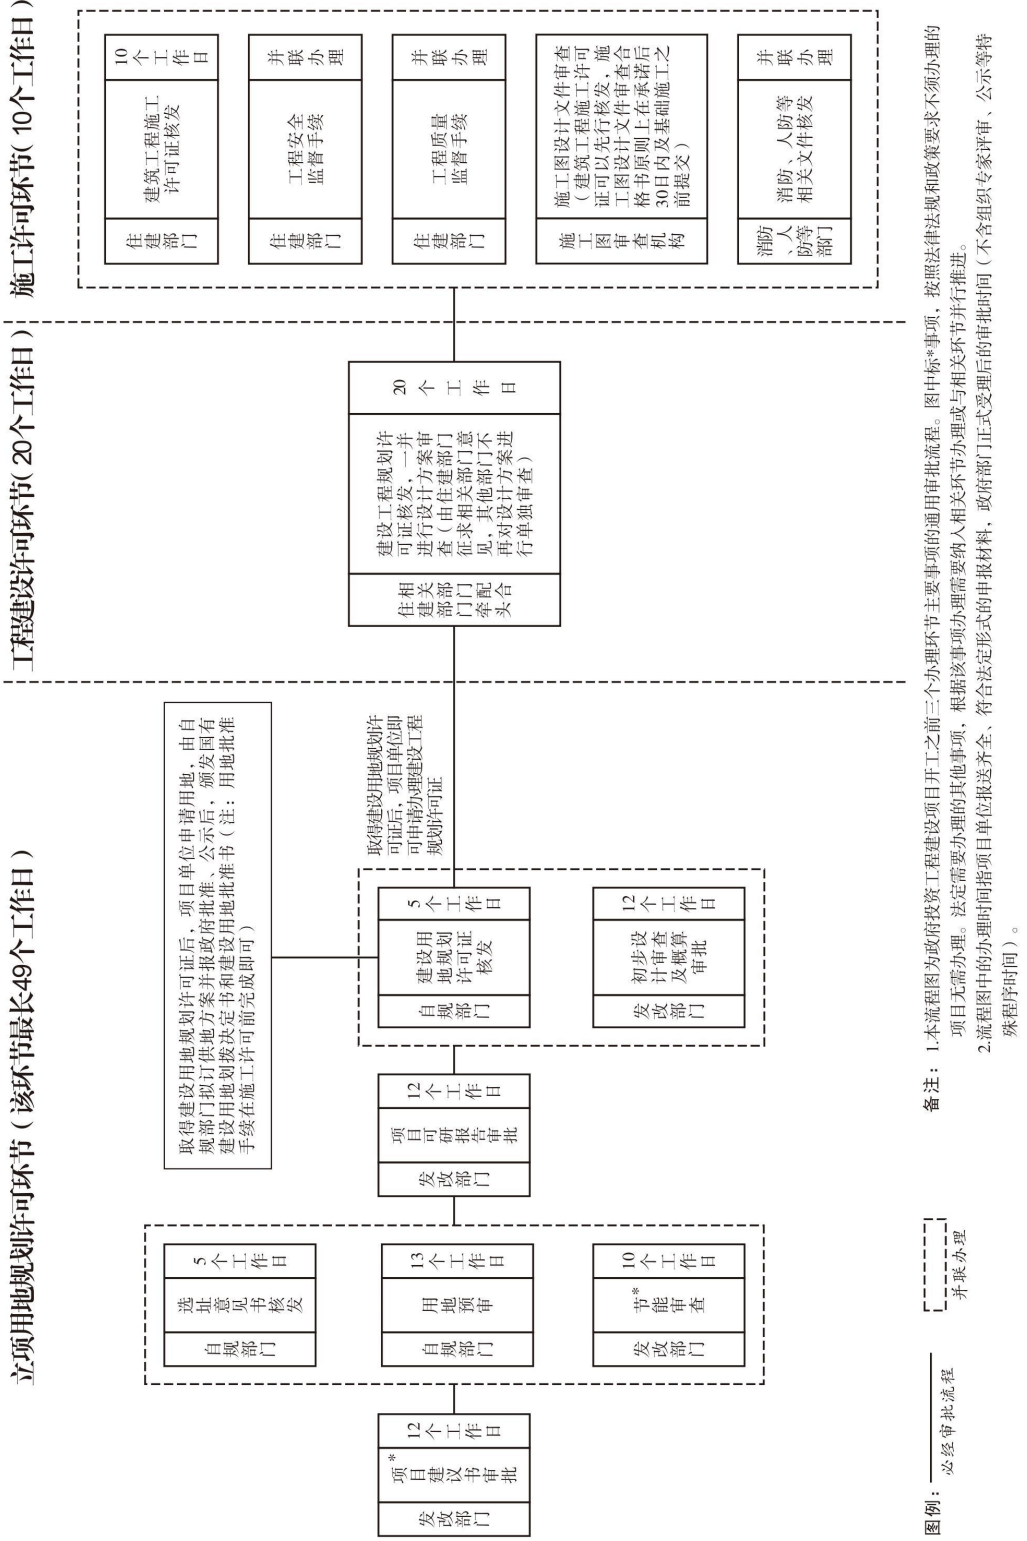 立项用地规划许可环节（该环节最长49个工作日）
工程建设许可环节（20个工作日）
施工许可环节（10个工作日）
发改部门
项目*建议书审批
12个工作日
自规部门
选址意见书核发
5个工作日
自规部门
用地预审
13个工作日
发改部门
节能*审查
10个工作日
发改部门
项目可研报告审批
12个工作日
取得建设用地规划许可证后，项目单位申请用地，由自
规部门拟订供地方案并报政府批准、公示后，颁发国有
建设用地划拨决定书和建设用地批准书（注：用地批准
手续在施工许可前完成即可）
自规部门
建设用
地规划
许可证
核发
5个工作日
发改部门
初步设
计审查
及概算
审批
12个工作日
取得建设用地规划许
可证后，项目单位即
可申请办理建设工程
规划许可证
住建部门牵头
相关部门配合
建设工程规划许
可证核发，一并
进行设计方案审
查（由住建部门
征求相关部门意
见，其他部门不
再对设计方案进
行单独审查）
20个工作日
住建部门
建筑工程施工
许可证核发
10个工作日
住建部门
工程安全
监督手续
并联办理
住建部门
工程质量
监督手续
并联办理
施工图审查机构
施工图设计文件审查
（建筑工程施工许可
证可以先行核发，施
工图设计文件审查合
格书原则上在承诺后
30日内及基础施工之
前提交）
消防、人
防等
部门
消防、人防等
相关文件核发
并联办理
图例：
必经审批流程
并联办理
备注：1.本流程图为政府投资工程建设项目开工之前三个办理环节主要事项的通用审批流程。图中标*事项，按照法律法规和政策要求不须办理的
项目无需办理。法定需要办理的其他事项，根据该事项办理需要纳入相关环节办理或与相关环节并行推进。
2.流程图中的办理时间指项目单位报送齐全、符合法定形式的申报材料，政府部门正式受理后的审批时间（不含组织专家评审、公示等特
殊程序时间）。